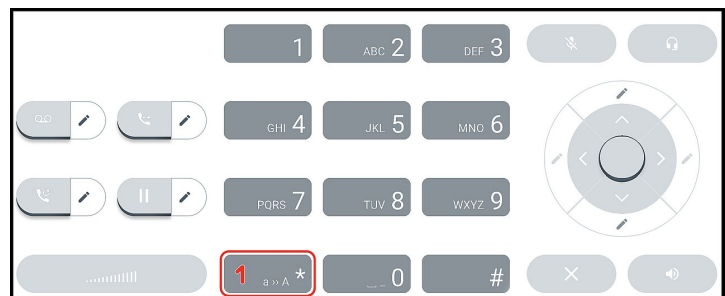 1
ABC 2
DEF 3
GHI 4
JKL 5
MNO 6
PQRS 7
TUV 8
WXYZ 9
1 a ›› A *
0
#